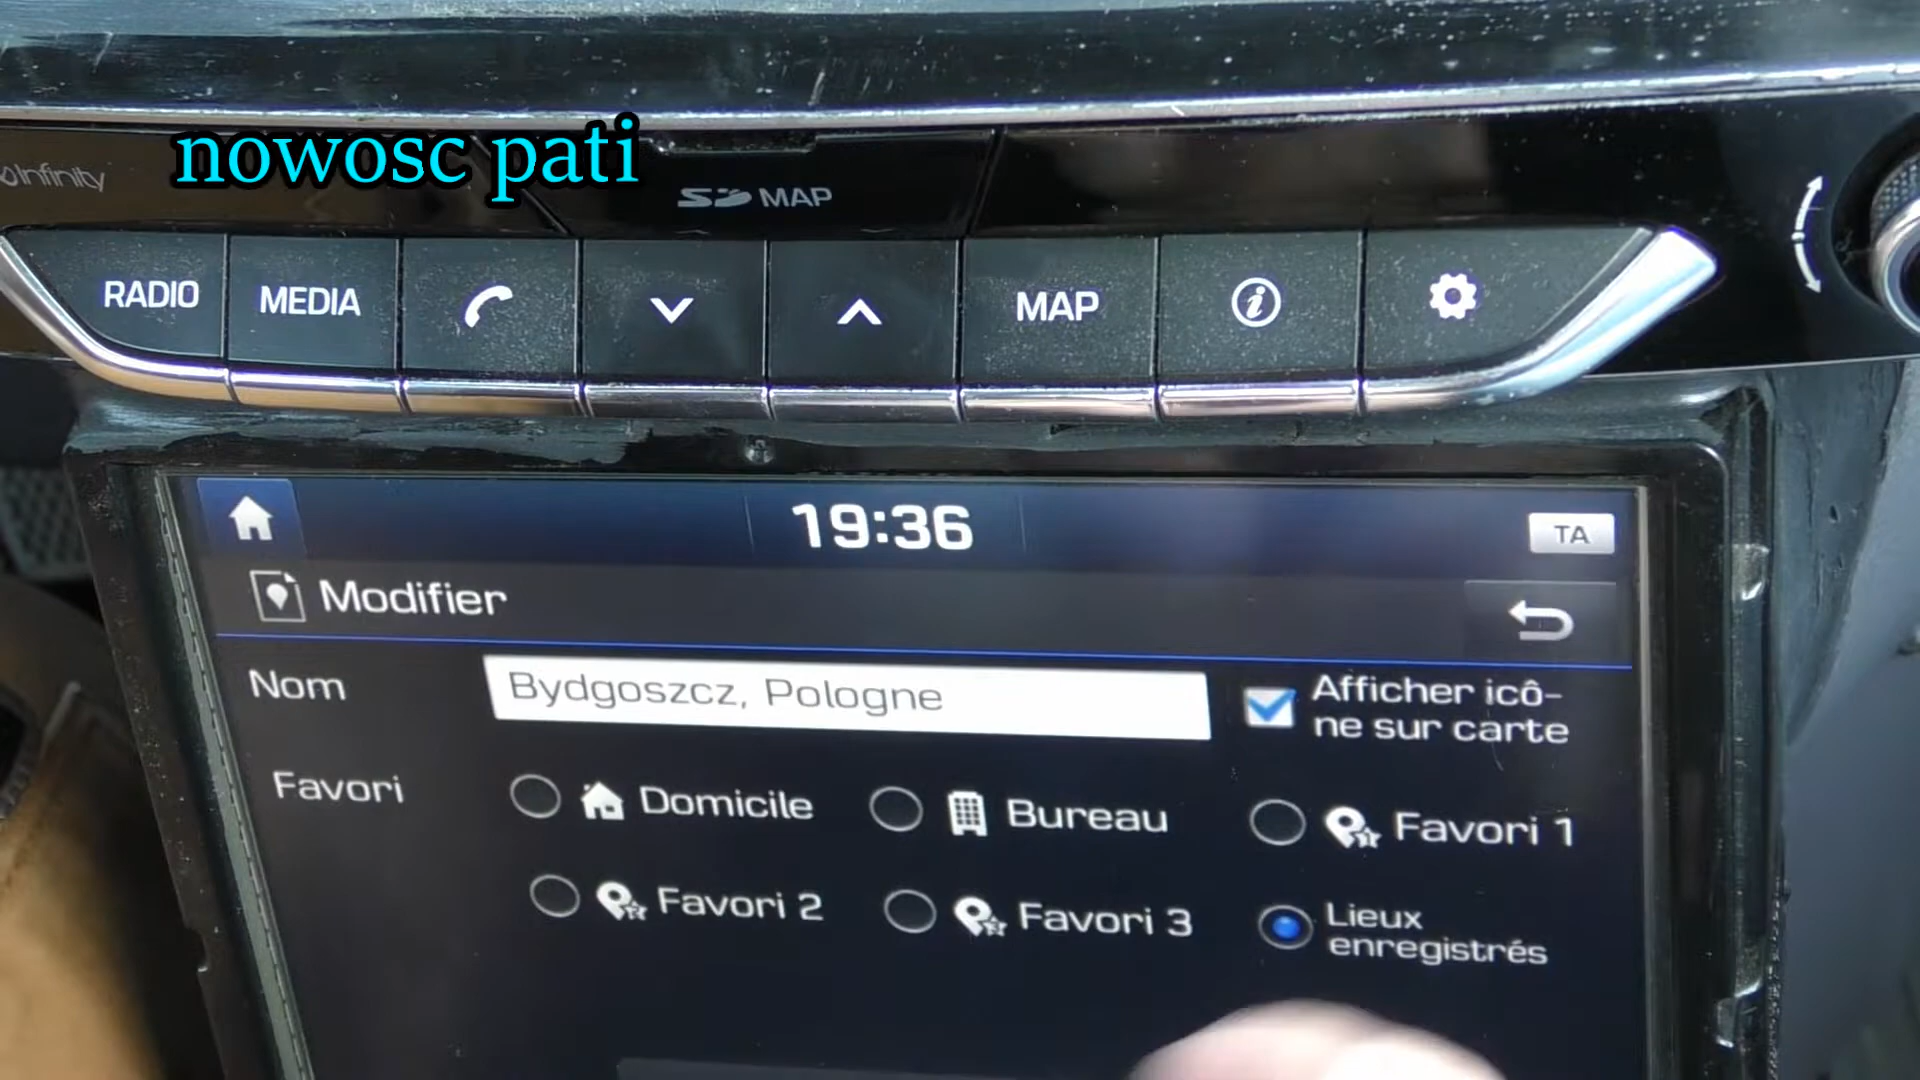 nowosc pati
Infinity
SD MAP
RADIO
MEDIA
MAP
i
19:36
TA
Modifier
Nom
Bydgoszcz, Pologne
Afficher icô-
ne sur carte
Favori
Domicile
Bureau
Favori 1
Favori 2
Favori 3
Lieux
enregistrés